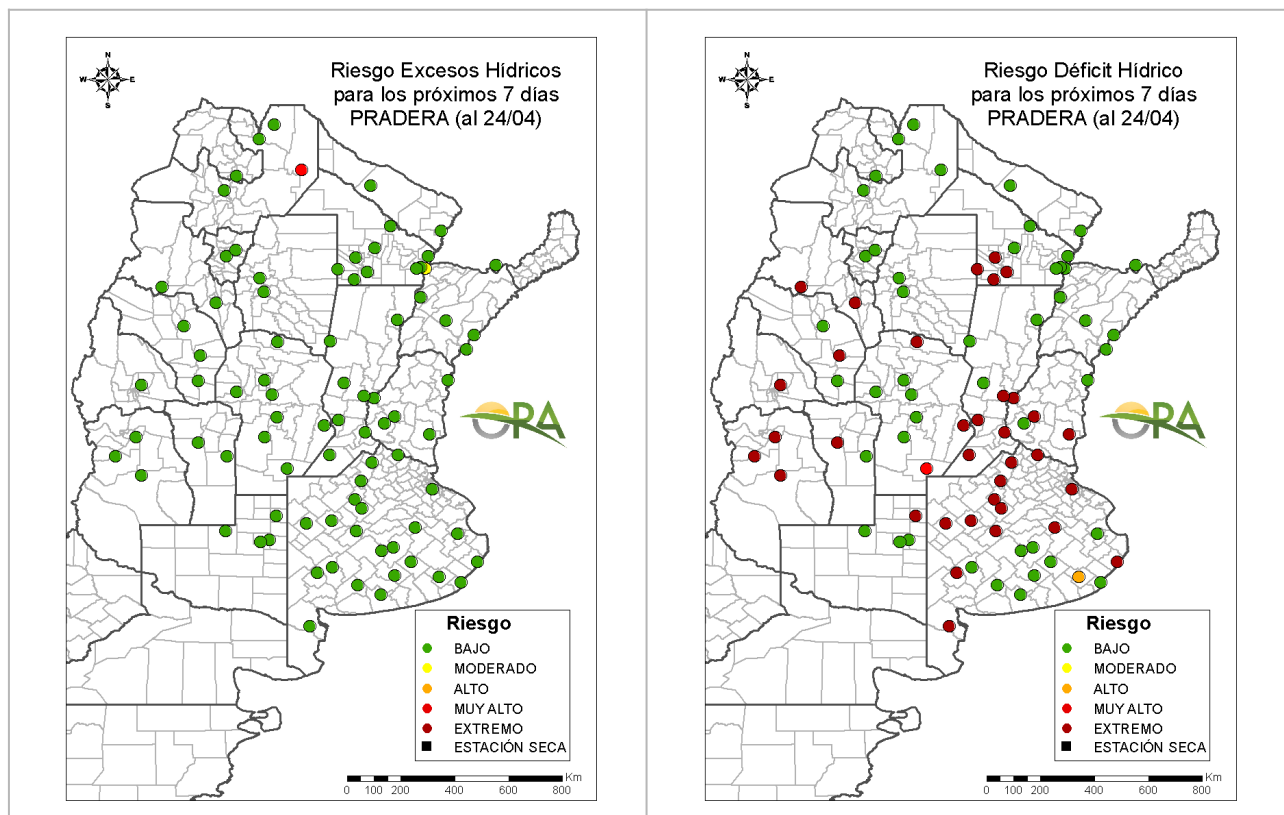 N
W E
S
Riesgo Excesos Hídricos
para los próximos 7 días
PRADERA (al 24/04)
ORA
Riesgo
BAJO
MODERADO
ALTO
MUY ALTO
EXTREMO
ESTACIÓN SECA
Km
0 100 200 400 600 800
N
W E
S
Riesgo Déficit Hídrico
para los próximos 7 días
PRADERA (al 24/04)
ORA
Riesgo
BAJO
MODERADO
ALTO
MUY ALTO
EXTREMO
ESTACIÓN SECA
Km
0 100 200 400 600 800